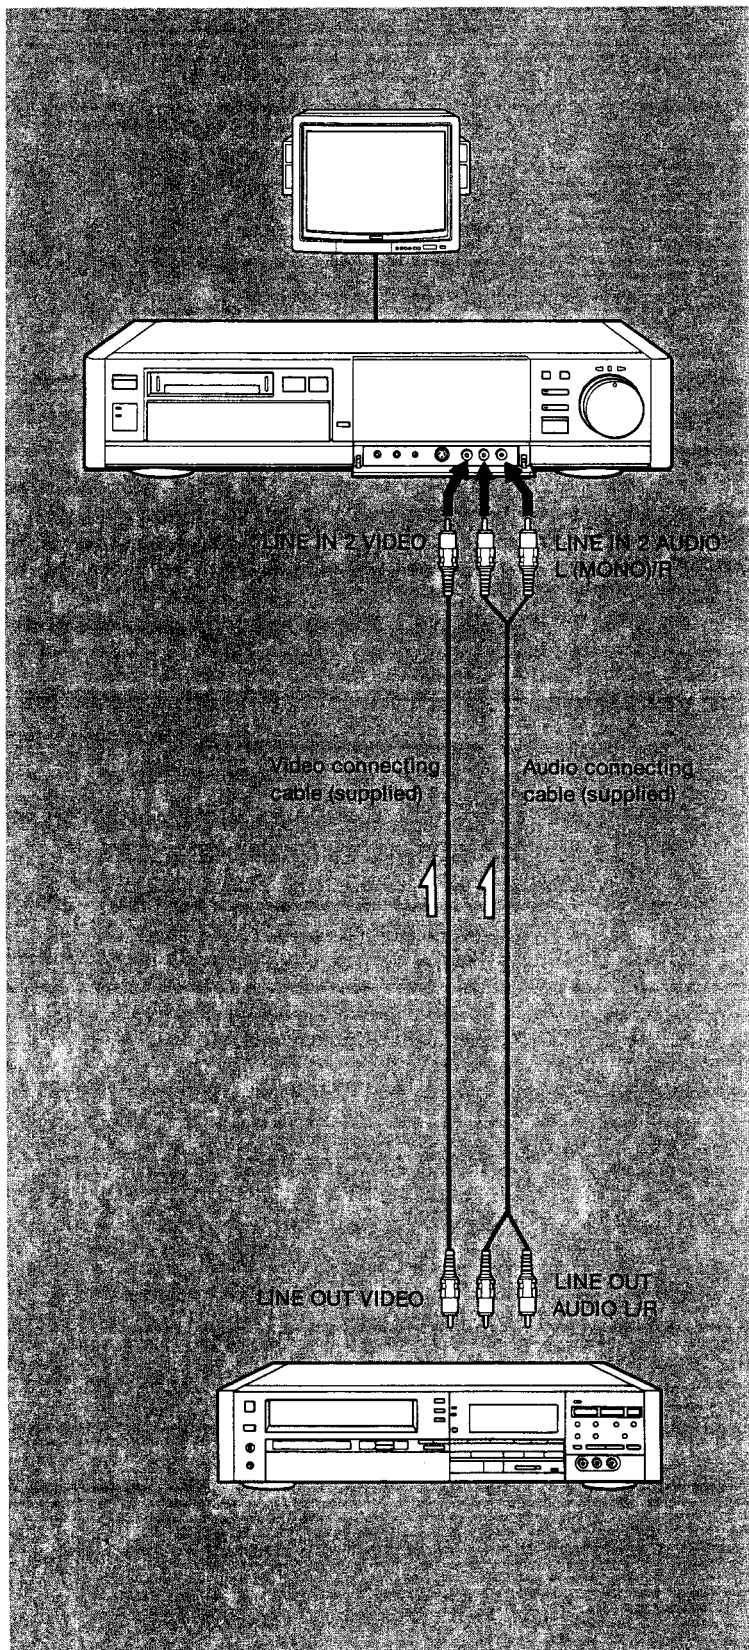 LINE IN 2 VIDEO
LINE IN 2 AUDIO
L (MONO)/R
Video connecting
cable (supplied)
Audio connecting
cable (supplied)
LINE OUT VIDEO
LINE OUT
AUDIO L/R